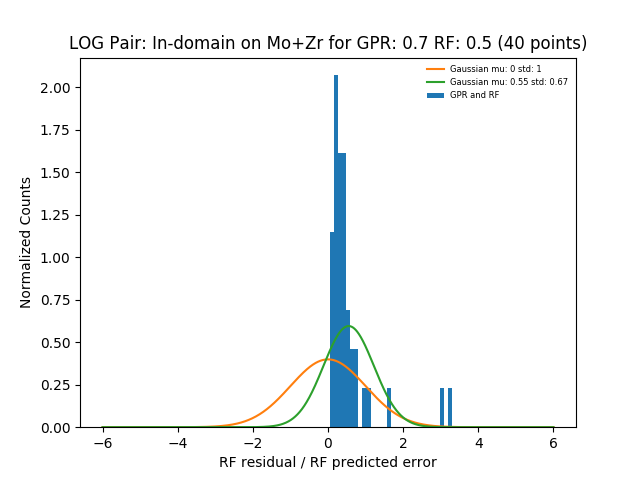 LOG Pair: In-domain on Mo+Zr for GPR: 0.7 RF: 0.5 (40 points)
Gaussian mu: 0 std: 1
Gaussian mu: 0.55 std: 0.67
GPR and RF
Normalized Counts
2.00
1.75
1.50
1.25
1.00
0.75
0.50
0.25
0.00
−6 −4 −2 0 2 4 6
RF residual / RF predicted error